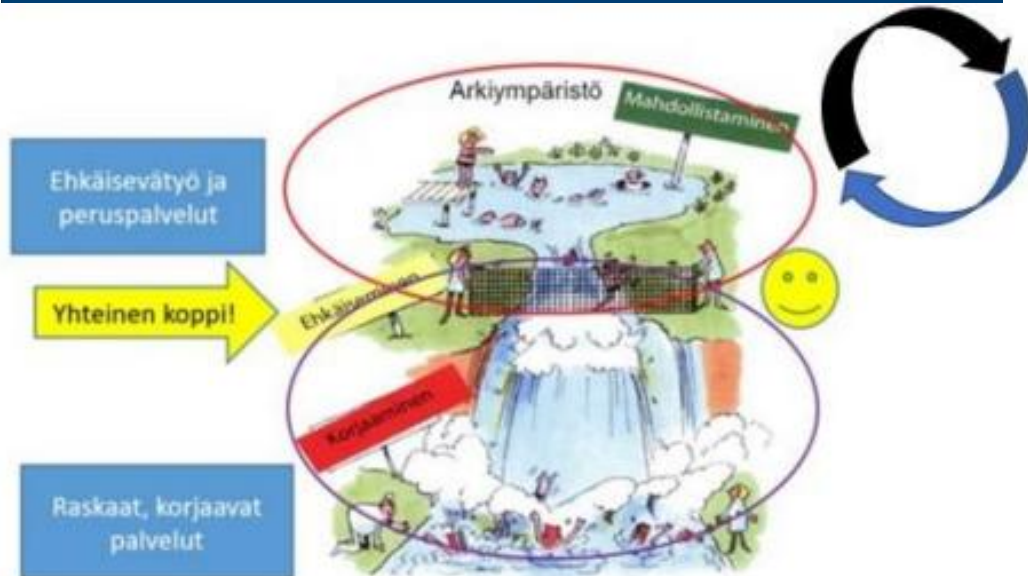 Arkiympäristö
Mahdollistaminen
Ehkäisevätyö ja
peruspalvelut
Ehkäiseminen
Yhteinen koppi!
Korjaaminen
Raskaat, korjaavat
palvelut